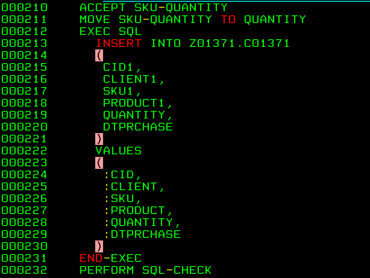 000210 ACCEPT SKU-QUANTITY
000211 MOVE SKU-QUANTITY TO QUANTITY
000212 EXEC SQL
000213 INSERT INTO Z01371.C01371
000214 (
000215 CID1,
000216 CLIENT1,
000217 SKU1,
000218 PRODUCT1,
000219 QUANTITY,
000220 DTPRCHASE
000221 )
000222 VALUES
000223 (
000224 :CID,
000225 :CLIENT,
000226 :SKU,
000227 :PRODUCT,
000228 :QUANTITY,
000229 :DTPRCHASE
000230 )
000231 END-EXEC
000232 PERFORM SQL-CHECK